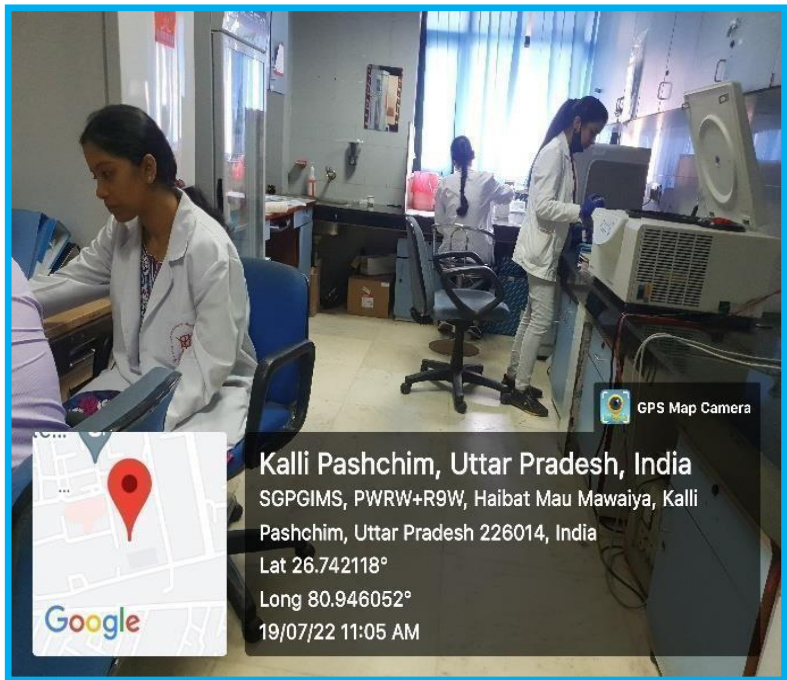 GPS Map Camera
Kalli Pashchim, Uttar Pradesh, India
SGPGIMS, PWRW+R9W, Haibat Mau Mawaiya, Kalli
Pashchim, Uttar Pradesh 226014, India
Lat 26.742118°
Long 80.946052°
19/07/22 11:05 AM
Google